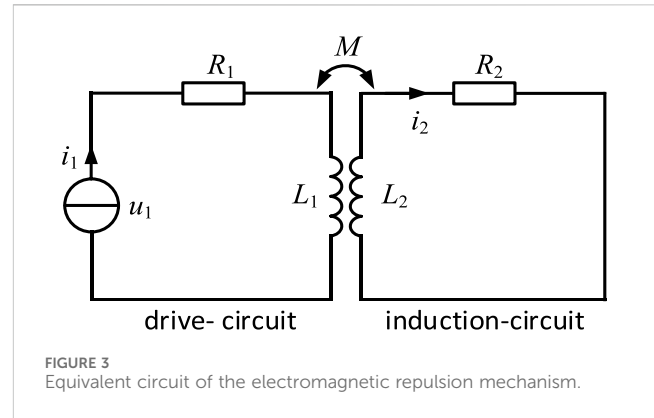 M
R1
R2
i1
i2
u1
L1
L2
drive- circuit
induction-circuit
FIGURE 3
Equivalent circuit of the electromagnetic repulsion mechanism.